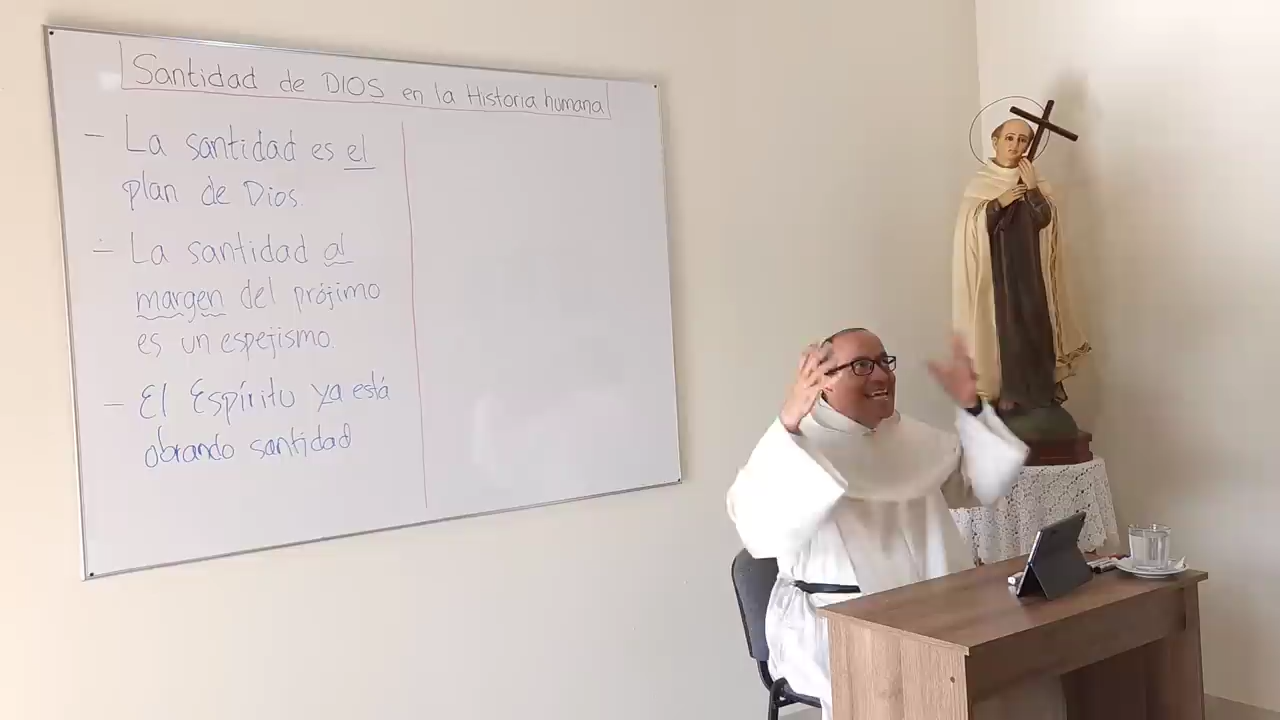 Santidad de DIOS en la Historia humana
- La santidad es el
plan de Dios.
- La santidad al
margen del prójimo
es un espejismo.
- El Espíritu ya está
obrando santidad